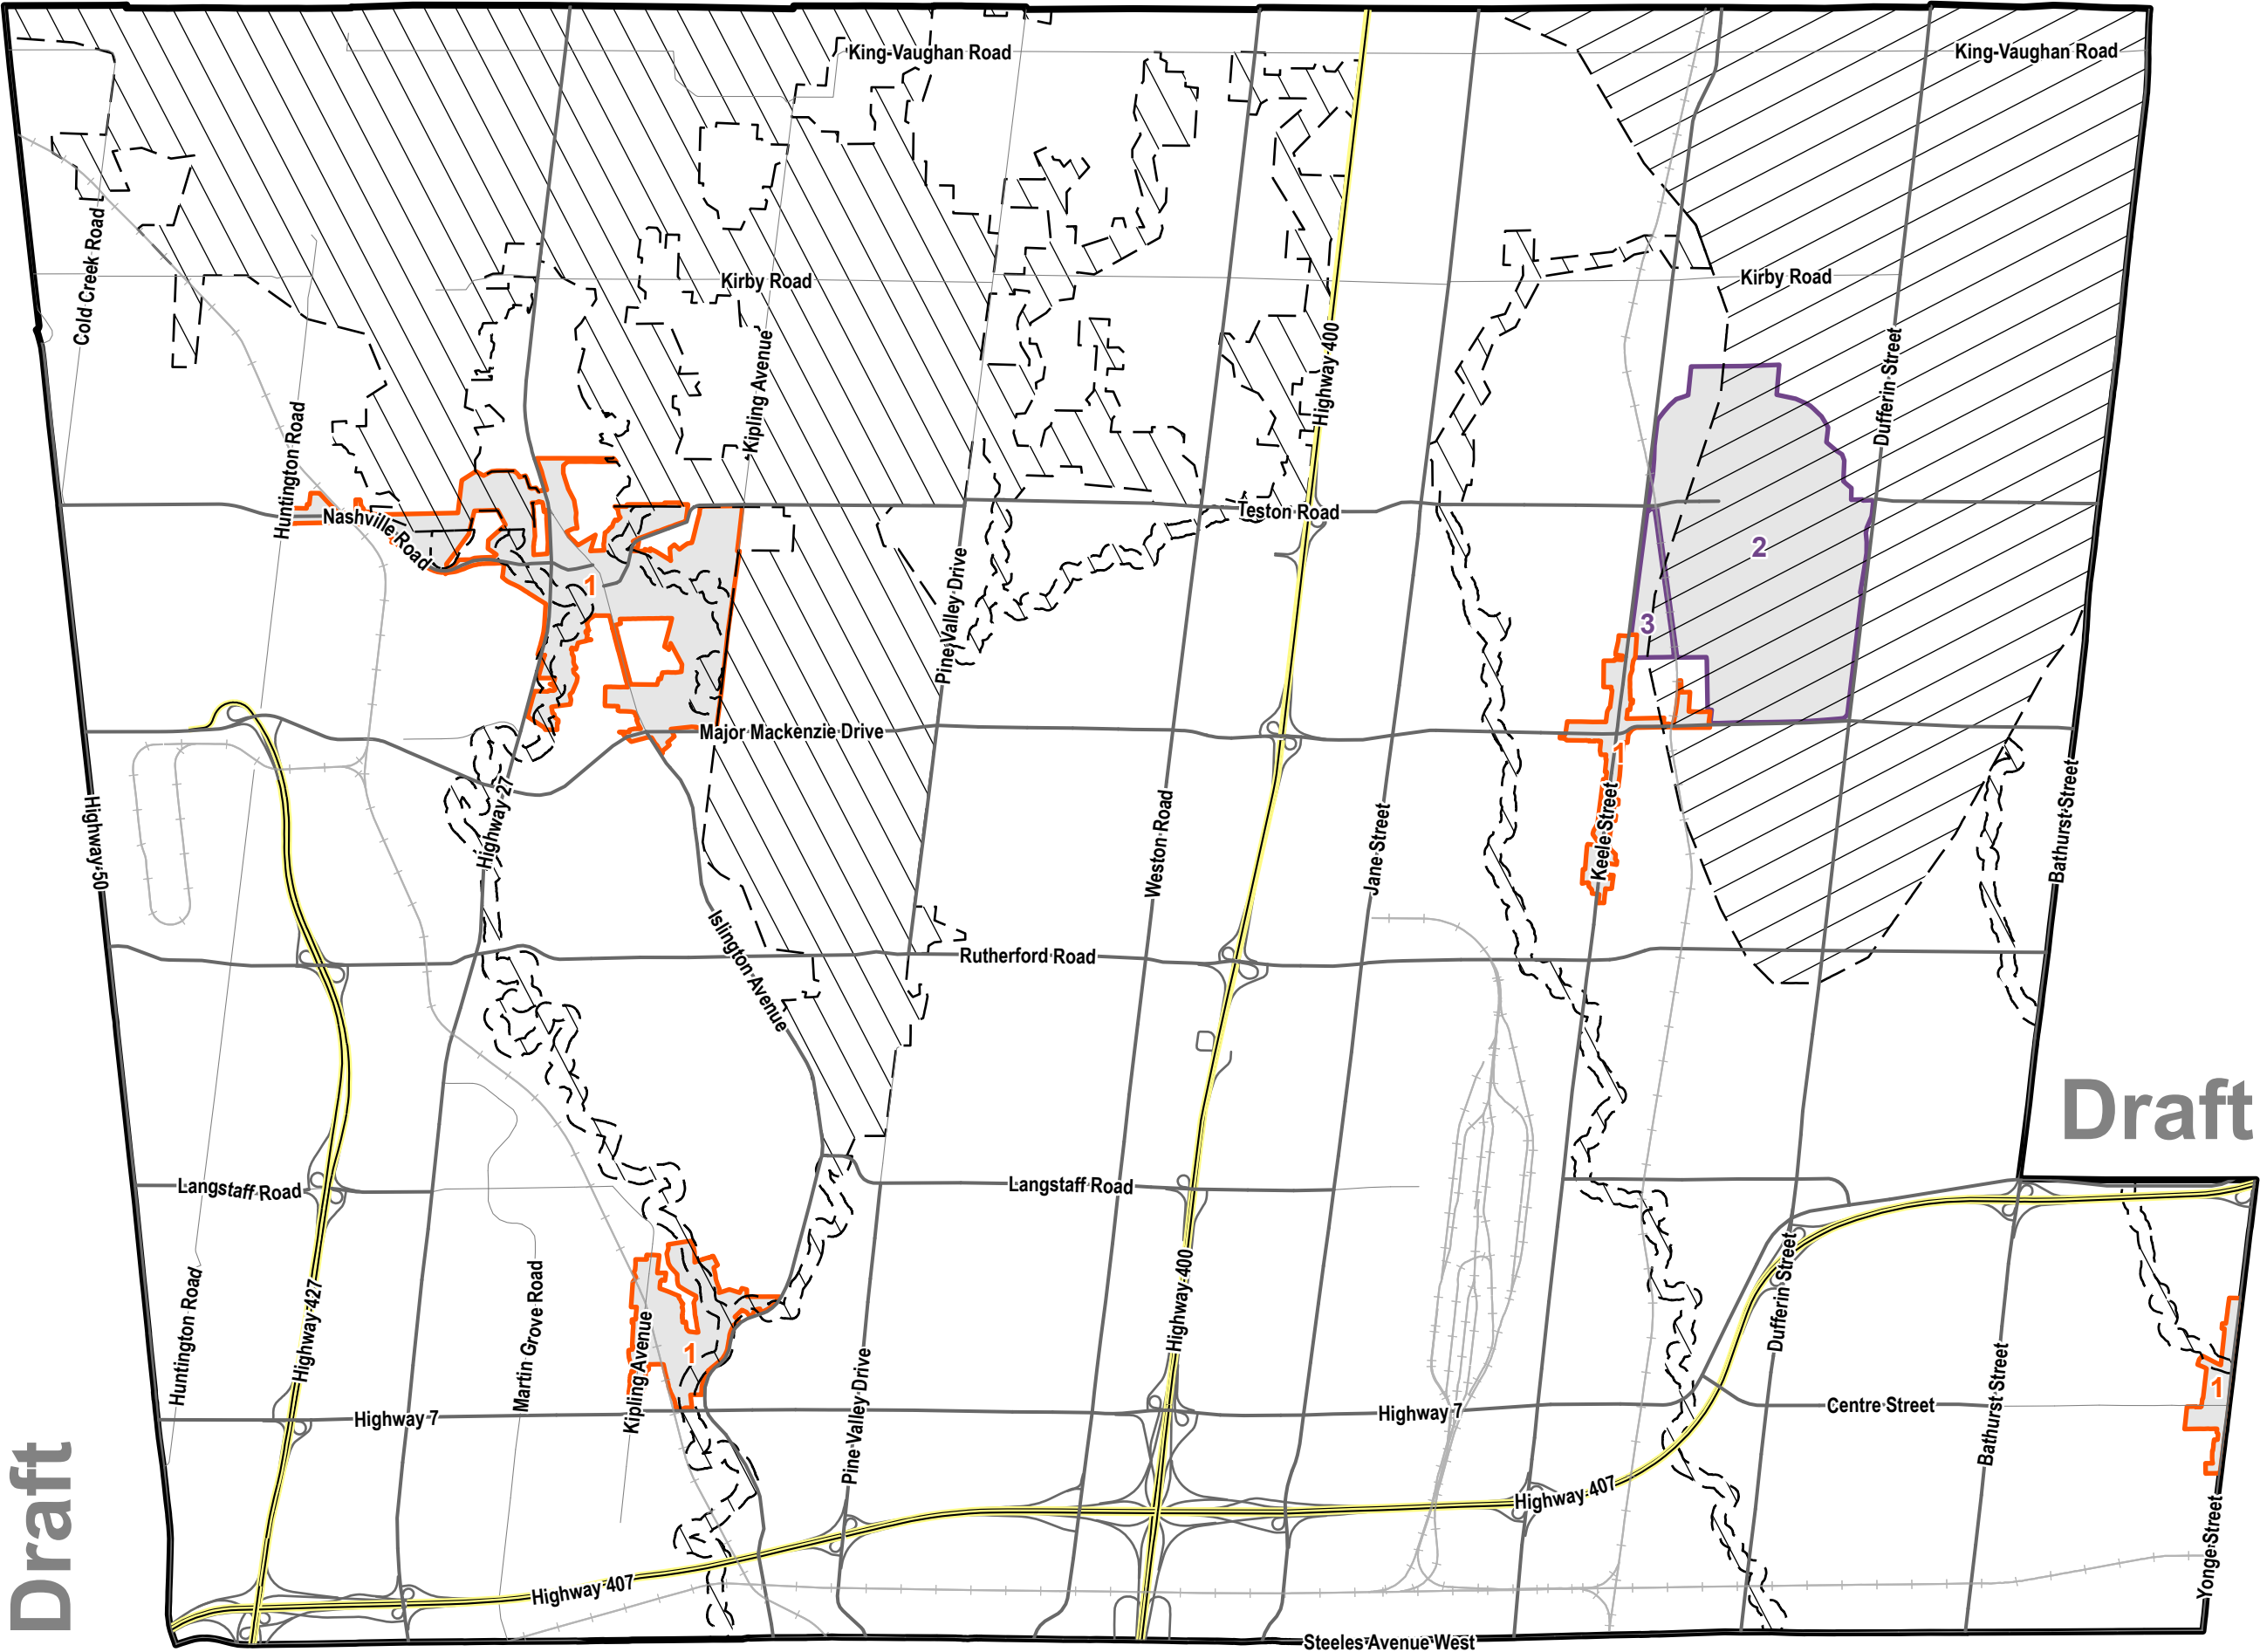 King-Vaughan Road
King-Vaughan Road
Cold Creek Road
Kirby Road
Kirby Road
Kipling Avenue
Highway 400
Dufferin Street
Huntington Road
Nashville Road
Teston Road
2
1
3
Pine Valley Drive
Major Mackenzie Drive
1
Highway 50
Highway 27
Weston Road
Jane Street
Keele Street
Bathurst Street
Islington Avenue
Rutherford Road
Draft
Langstaff Road
Langstaff Road
Huntington Road
Highway 427
Martin Grove Road
Kipling Avenue
1
Pine Valley Drive
Highway 400
Dufferin Street
Bathurst Street
1
Highway 7
Highway 7
Centre Street
Draft
Highway 407
Highway 407
Yonge Street
Steeles Avenue West